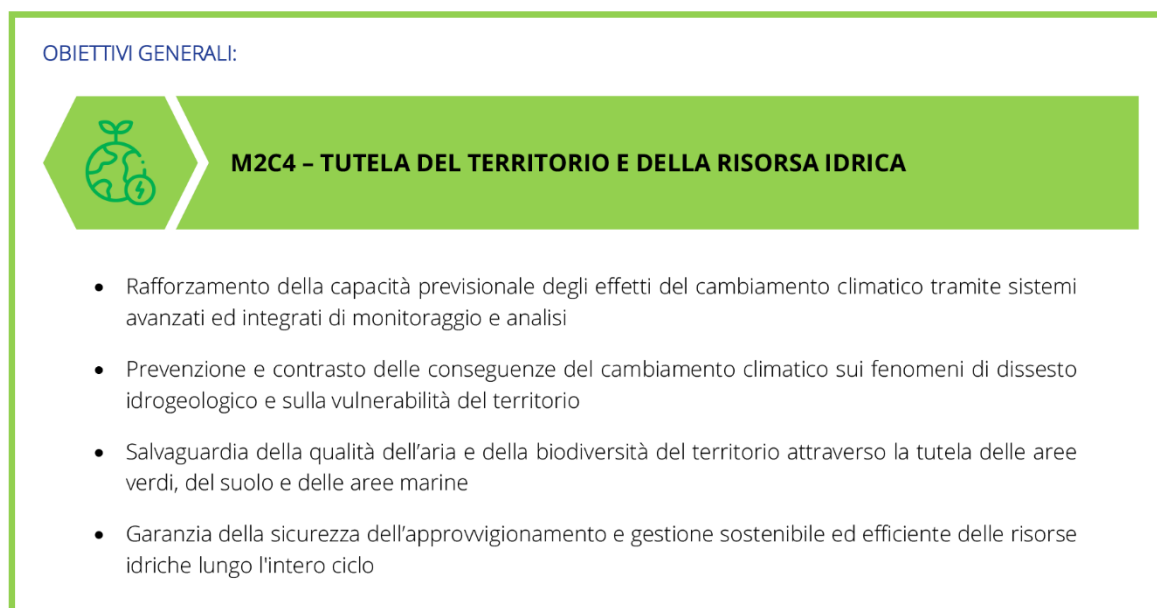 OBIETTIVI GENERALI:
M2C4 – TUTELA DEL TERRITORIO E DELLA RISORSA IDRICA
• Rafforzamento della capacità previsionale degli effetti del cambiamento climatico tramite sistemi
avanzati ed integrati di monitoraggio e analisi
• Prevenzione e contrasto delle conseguenze del cambiamento climatico sui fenomeni di dissesto
idrogeologico e sulla vulnerabilità del territorio
• Salvaguardia della qualità dell’aria e della biodiversità del territorio attraverso la tutela delle aree
verdi, del suolo e delle aree marine
• Garanzia della sicurezza dell’approvvigionamento e gestione sostenibile ed efficiente delle risorse
idriche lungo l'intero ciclo